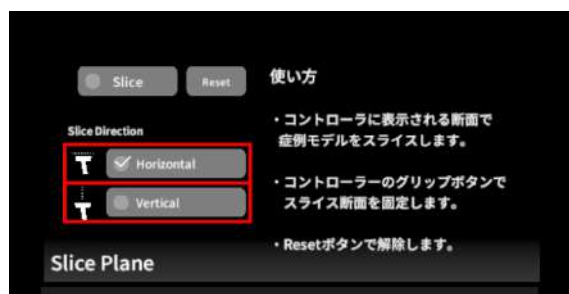 Slice
Reset
Slice Direction
Horizontal
Vertical
使い方
・コントローラに表示される断面で
症例モデルをスライスします。
・コントローラーのグリップボタンで
スライス断面を固定します。
・Resetボタンで解除します。
Slice Plane